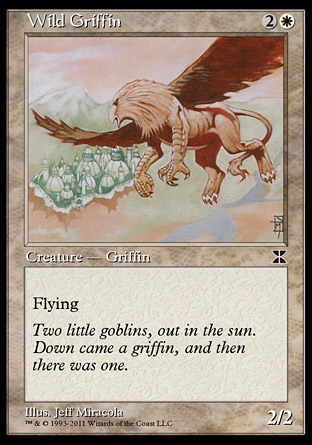 Wild Griffin 2
Creature — Griffin
Flying
Two little goblins, out in the sun.
Down came a griffin, and then
there was one.
Illus. Jeff Miracola
™ & © 1993-2011 Wizards of the Coast LLC
2/2